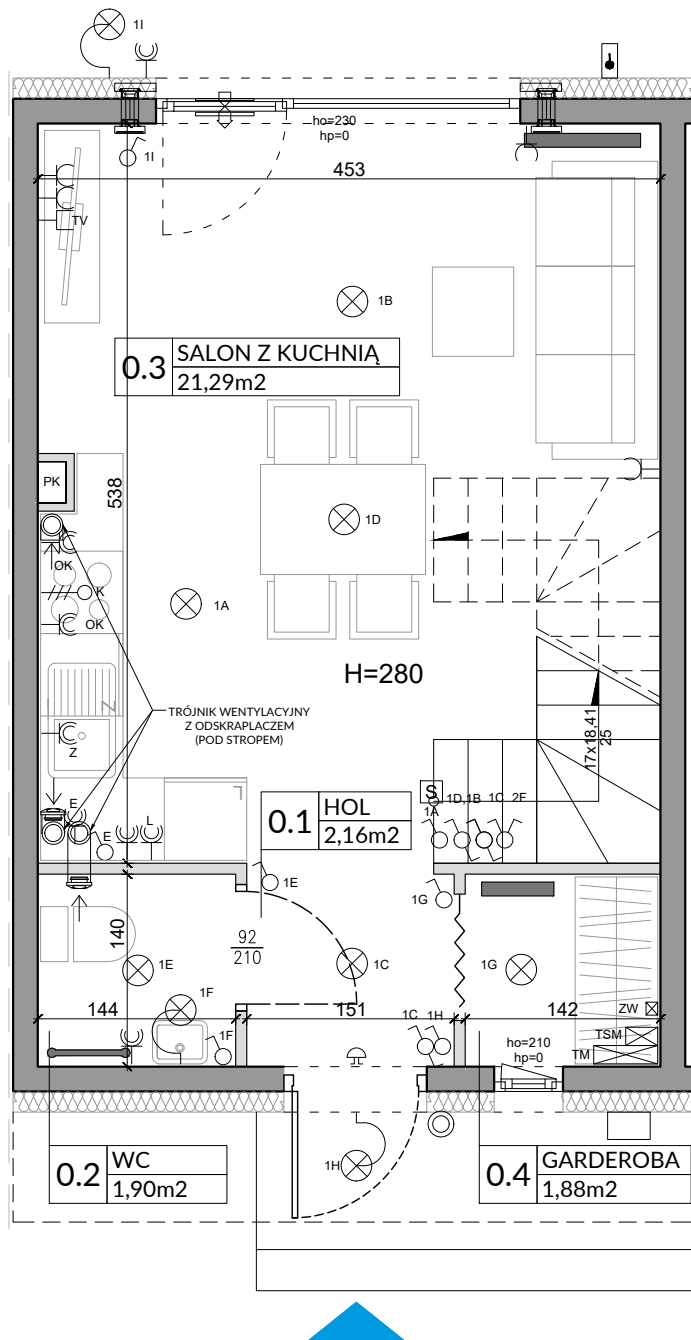 1I
ho=230
hp=0
1I
453
TV
1B
0.3
SALON Z KUCHNIĄ
21,29m2
PK
538
1D
OK
K
1A
OK
H=280
TRÓJNIK WENTYLACYJNY
Z ODSKRAPLACZEM
(POD STROPEM)
Z
Z
17x18,41
25
S
E
1D,1B
1C
2F
1A
0.1
HOL
2,16m2
E
L
1E
1G
140
92
210
1E
1C
1G
1F
144
151
142
ZW
1C
1H
TSM
1F
ho=210
hp=0
TM
0.2
WC
1,90m2
1H
0.4
GARDEROBA
1,88m2